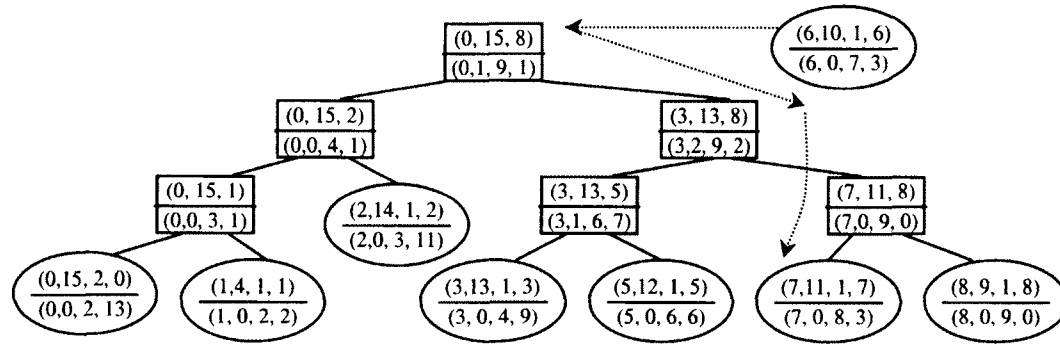 (0, 15, 8)
(0,1, 9, 1)
(6,10, 1, 6)
(6, 0, 7, 3)
(0, 15, 2)
(0,0, 4, 1)
(3, 13, 8)
(3,2, 9, 2)
(0, 15, 1)
(0,0, 3, 1)
(2,14, 1, 2)
(2,0, 3, 11)
(3, 13, 5)
(3,1, 6, 7)
(7, 11, 8)
(7,0, 9, 0)
(0,15, 2, 0)
(0,0, 2, 13)
(1,4, 1, 1)
(1, 0, 2, 2)
(3,13, 1, 3)
(3, 0, 4, 9)
(5,12, 1, 5)
(5, 0, 6, 6)
(7,11, 1, 7)
(7, 0, 8, 3)
(8, 9, 1, 8)
(8, 0, 9, 0)